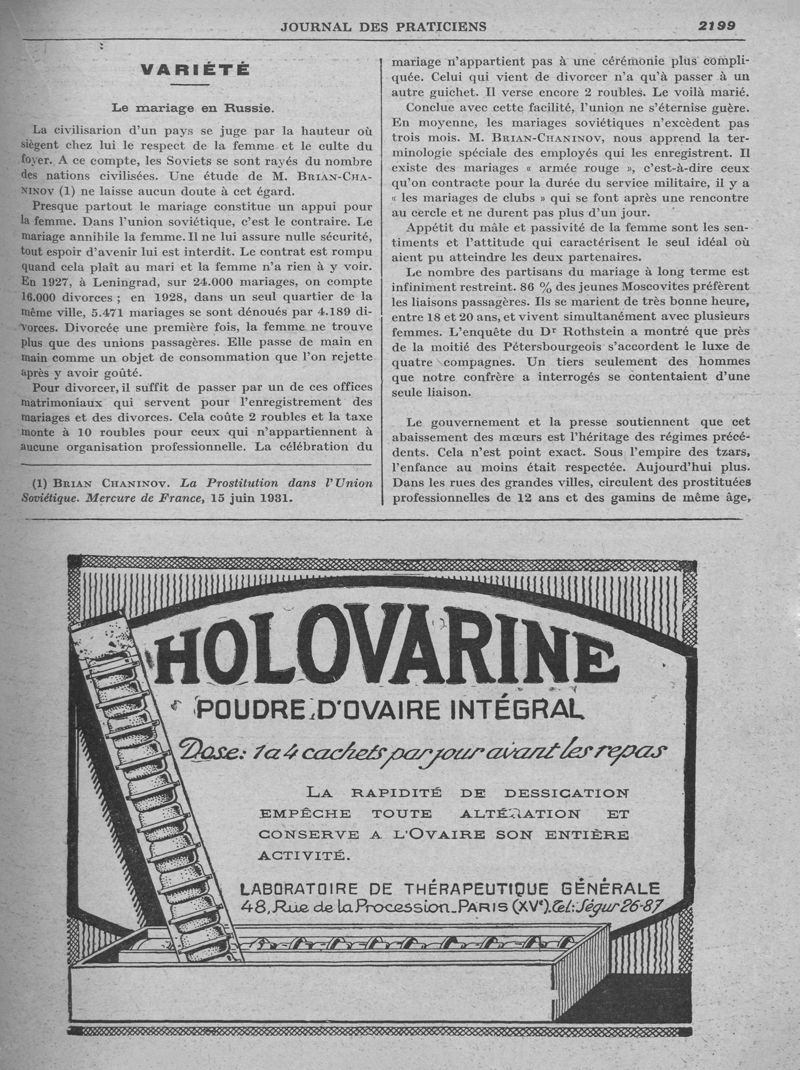 JOURNAL DES PRATICIENS
2199
VARIÉTÉ
Le mariage en Russie.
La civilisarion d'un pays se juge par la hauteur où
siègent chez lui le respect de la femme et le culte du
foyer. A ce compte, les Soviets se sont rayés du nombre
des nations civilisées. Une étude de M. BRIAN-CHA-
NINOV (1) ne laisse aucun doute à cet égard.
Presque partout le mariage constitue un appui pour
la femme. Dans l'union soviétique, c'est le contraire. Le
mariage annibile la femme. Il ne lui assure nulle sécurité,
tout espoir d'avenir lui est interdit. Le contrat est rompu
quand cela plaît au mari et la femme n'a rien à y voir.
En 1927, à Leningrad, sur 24.000 mariages, on compte
16.000 divorces ; en 1928, dans un seul quartier de la
même ville, 5.471 mariages se sont dénoués par 4.189 di-
vorces. Divorcée une première fois, la femme ne trouve
plus que des unions passagères. Elle passe de main en
main comme un objet de consommation que l'on rejette
après y avoir goûté.
Pour divorcer, il suffit de passer par un de ces offices
matrimoniaux qui servent pour l'enregistrement des
mariages et des divorces. Cela coûte 2 roubles et la taxe
monte à 10 roubles pour ceux qui n'appartiennent à
aucune organisation professionnelle. La célébration du
(1) BRIAN CHANINOV. La Prostitution dans l'Union
Soviétique. Mercure de France, 15 juin 1931.
mariage n'appartient pas à une cérémonie plus compli-
quée. Celui qui vient de divorcer n'a qu'à passer à un
autre guichet. Il verse encore 2 roubles. Le voilà marié.
Conclue avec cette facilité, l'union ne s'éternise guère.
En moyenne, les mariages soviétiques n'excèdent pas
trois mois. M. BRIAN-CHANINOV, nous apprend la ter-
minologie spéciale des employés qui les enregistrent. Il
existe des mariages « armée rouge », c'est-à-dire ceux
qu'on contracte pour la durée du service militaire, il y a
« les mariages de clubs » qui se font après une rencontre
au cercle et ne durent pas plus d'un jour.
Appétit du mâle et passivité de la femme sont les sen-
timents et l'attitude qui caractérisent le seul idéal où
aient pu atteindre les deux partenaires.
Le nombre des partisans du mariage à long terme est
infiniment restreint. 86 % des jeunes Moscovites préfèrent
les liaisons passagères. Ils se marient de très bonne heure,
entre 18 et 20 ans, et vivent simultanément avec plusieurs
femmes. L'enquête du Dr Rothstein a montré que près
de la moitié des Pétersbourgeois s'accordent le luxe de
quatre compagnes. Un tiers seulement des hommes
que notre confrère a interrogés se contentaient d'une
seule liaison.
Le gouvernement et la presse soutiennent que cet
abaissement des mœurs est l'héritage des régimes précé-
dents. Cela n'est point exact. Sous l'empire des tzars,
l'enfance au moins était respectée. Aujourd'hui plus.
Dans les rues des grandes villes, circulent des prostituées
professionnelles de 12 ans et des gamins de même âge,
HOLOVARINE
POUDRE D'OVAIRE INTÉGRAL
Dose: 1 a 4 cachets par jour avant les repas
LA RAPIDITÉ DE DESSICATION
EMPÊCHE TOUTE ALTÉRATION ET
CONSERVE A L'OVAIRE SON ENTIÈRE
ACTIVITÉ.
LABORATOIRE DE THÉRAPEUTIQUE GÉNÉRALE
48, Rue de la Procession_PARIS (XVe). Tel: Ségur 26-87